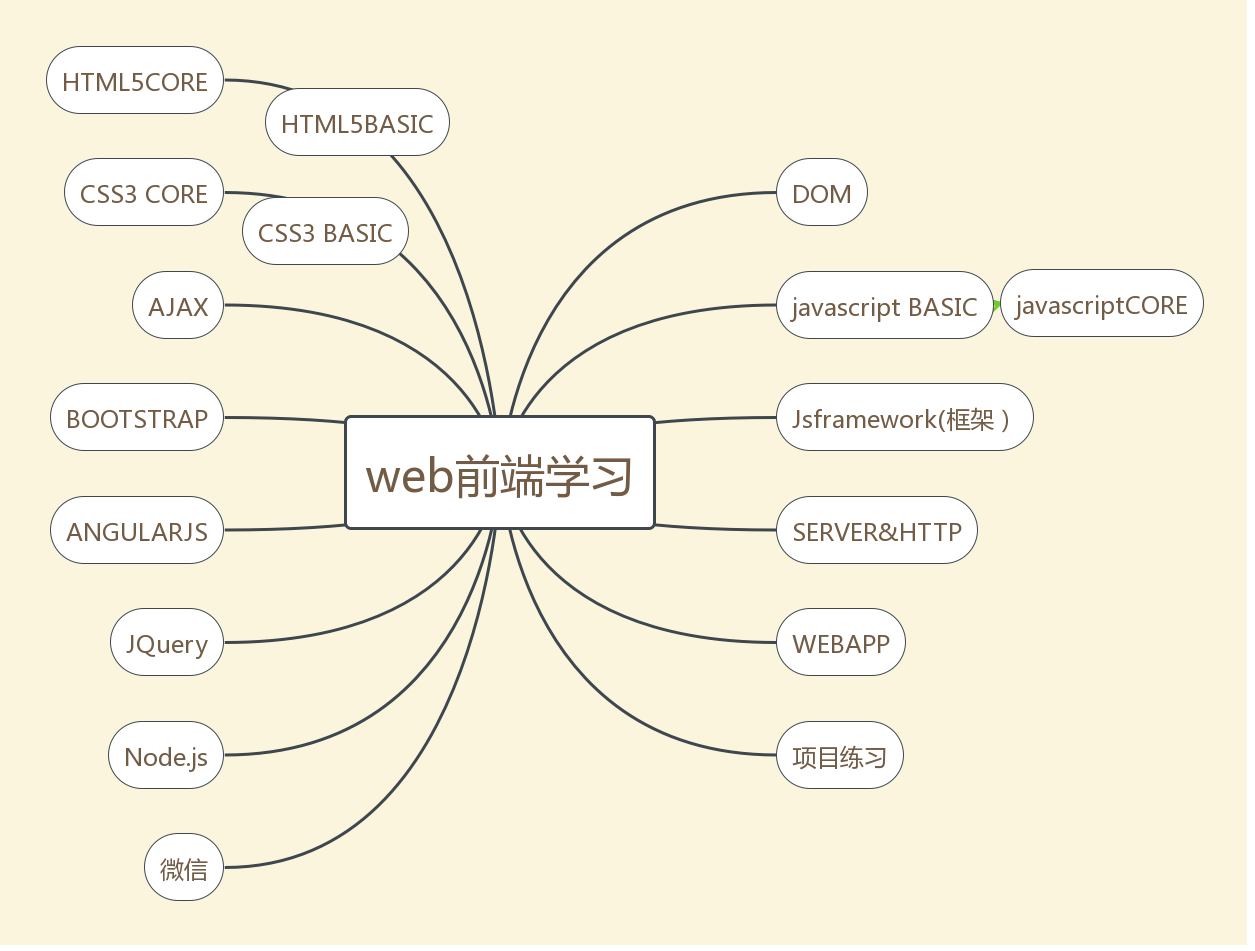 HTML5CORE
HTML5BASIC
CSS3 CORE
CSS3 BASIC
AJAX
BOOTSTRAP
ANGULARJS
JQuery
Node.js
微信
web前端学习
DOM
javascript BASIC
javascriptCORE
Jsframework(框架）
SERVER&HTTP
WEBAPP
项目练习